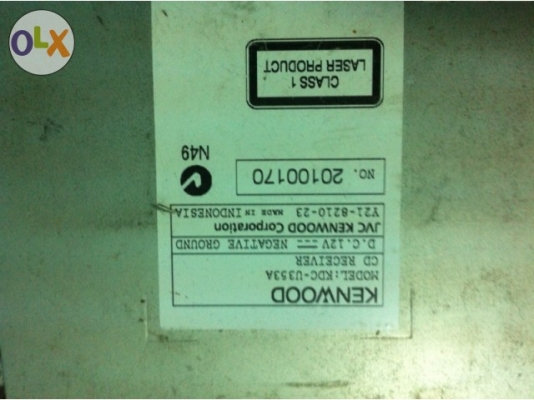 OLX
KENWOOD
MODEL:KDC-U353A
CD RECEIVER
D.C.12V NEGATIVE GROUND
JVC KENWOOD Corporation
Y21-8210-23 MADE IN INDONESIA
NO. 20100170
N49
CLASS 1
LASER PRODUCT